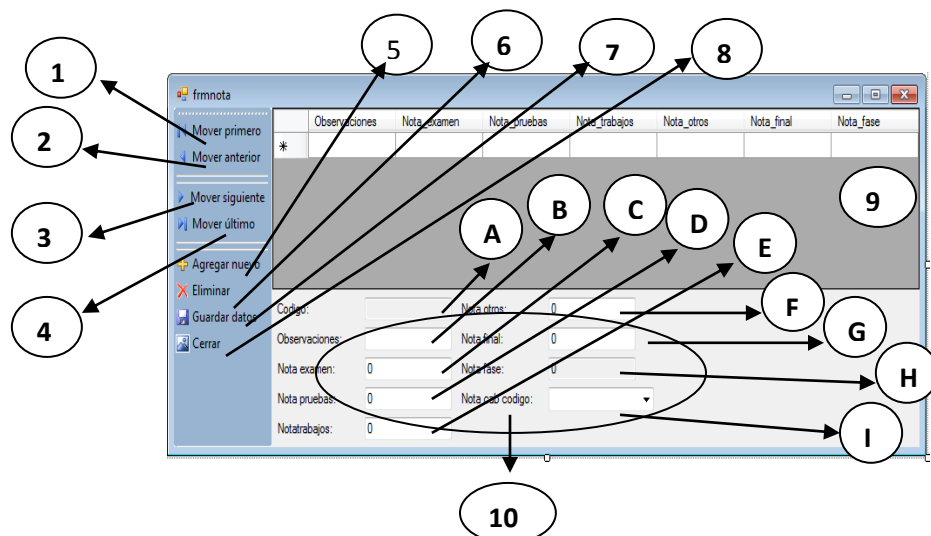 5
6
7
8
1
2
3
4
frmnota
Mover primero
Mover anterior
Mover siguiente
Mover último
Agregar nuevo
Eliminar
Guardar datos
Cerrar
Observaciones Nota_examen Nota_pruebas Nota_trabajos Nota_otros Nota_final Nota_fase
9
A
B
C
D
E
F
G
H
I
Codigo: Nota otros: 0
Observaciones: Nota final: 0
Nota examen: 0 Nota fase: 0
Nota pruebas: 0 Nota cab codigo:
Notatrabajos: 0
10